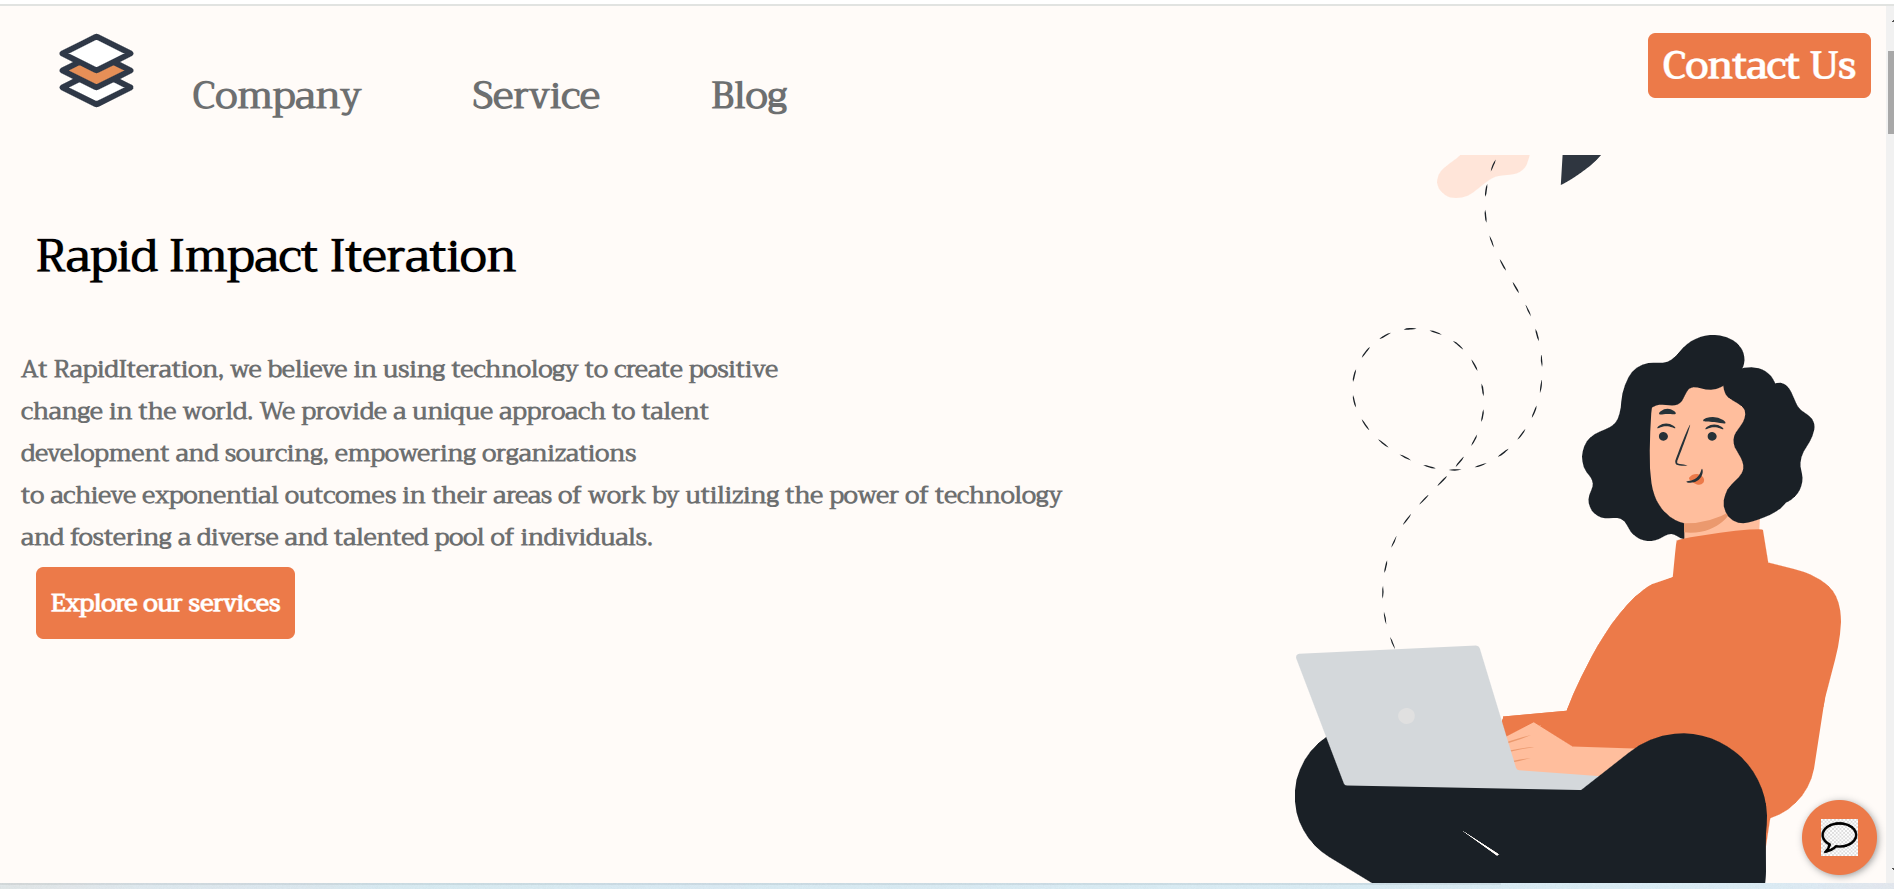 Company Service Blog Contact Us
Rapid Impact Iteration
At RapidIteration, we believe in using technology to create positive
change in the world. We provide a unique approach to talent
development and sourcing, empowering organizations
to achieve exponential outcomes in their areas of work by utilizing the power of technology
and fostering a diverse and talented pool of individuals.
Explore our services